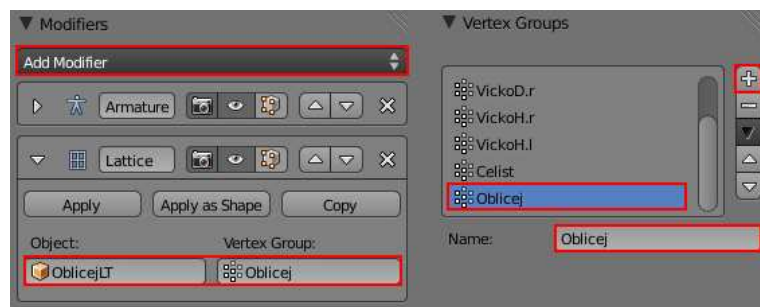 Modifiers
Add Modifier
Armature
Lattice
Apply
Apply as Shape
Copy
Object:
Vertex Group:
OblicejLT
Oblicej
Vertex Groups
VickoD.r
VickoH.r
VickoH.l
Celist
Oblicej
Name:
Oblicej